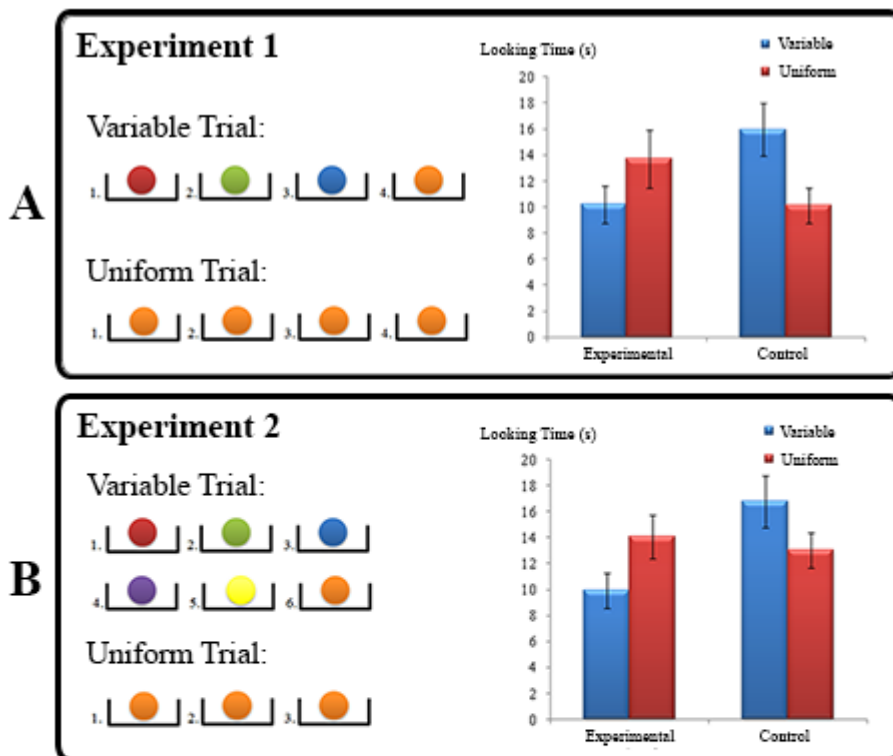 A
Experiment 1
Variable Trial:
1. 2. 3. 4.
Uniform Trial:
1. 2. 3. 4.
Looking Time (s)
Variable
Uniform
20
18
16
14
12
10
8
6
4
2
0
Experimental Control
B
Experiment 2
Variable Trial:
1. 2. 3.
4. 5. 6.
Uniform Trial:
1. 2. 3.
Looking Time (s)
Variable
Uniform
20
18
16
14
12
10
8
6
4
2
0
Experimental Control